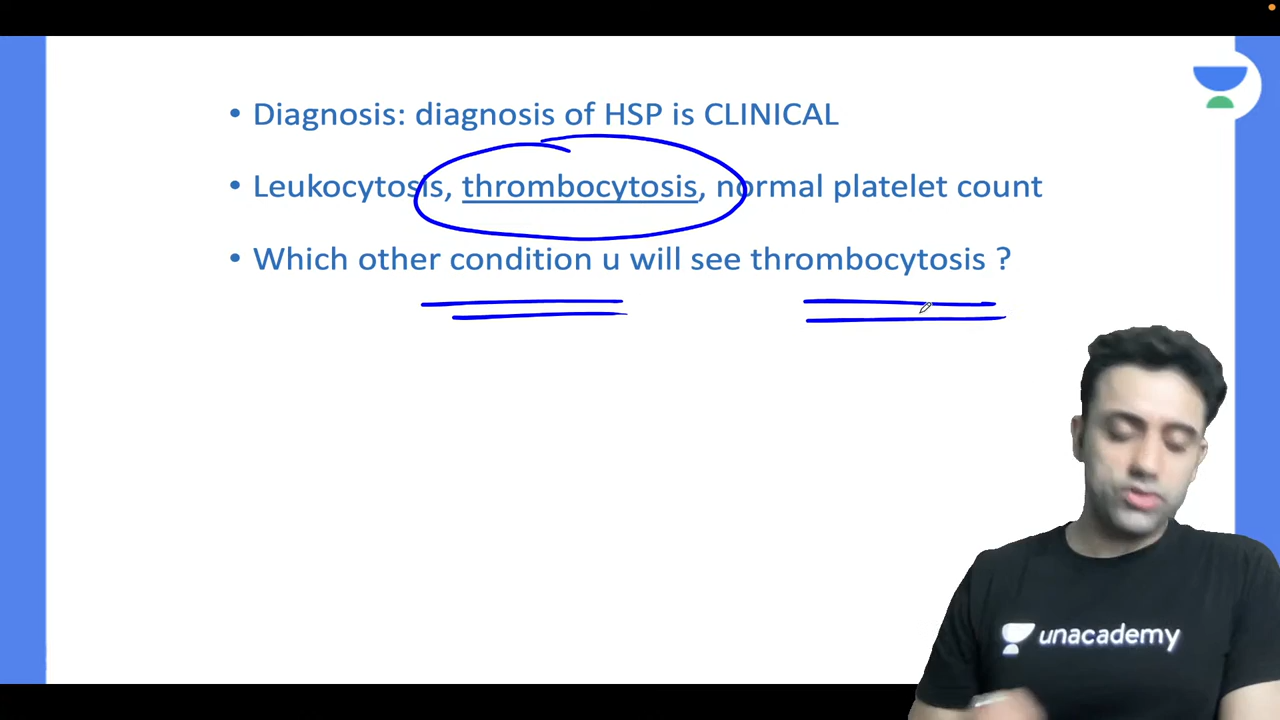 • Diagnosis: diagnosis of HSP is CLINICAL
• Leukocytosis, thrombocytosis, normal platelet count
• Which other condition u will see thrombocytosis ?
unacademy